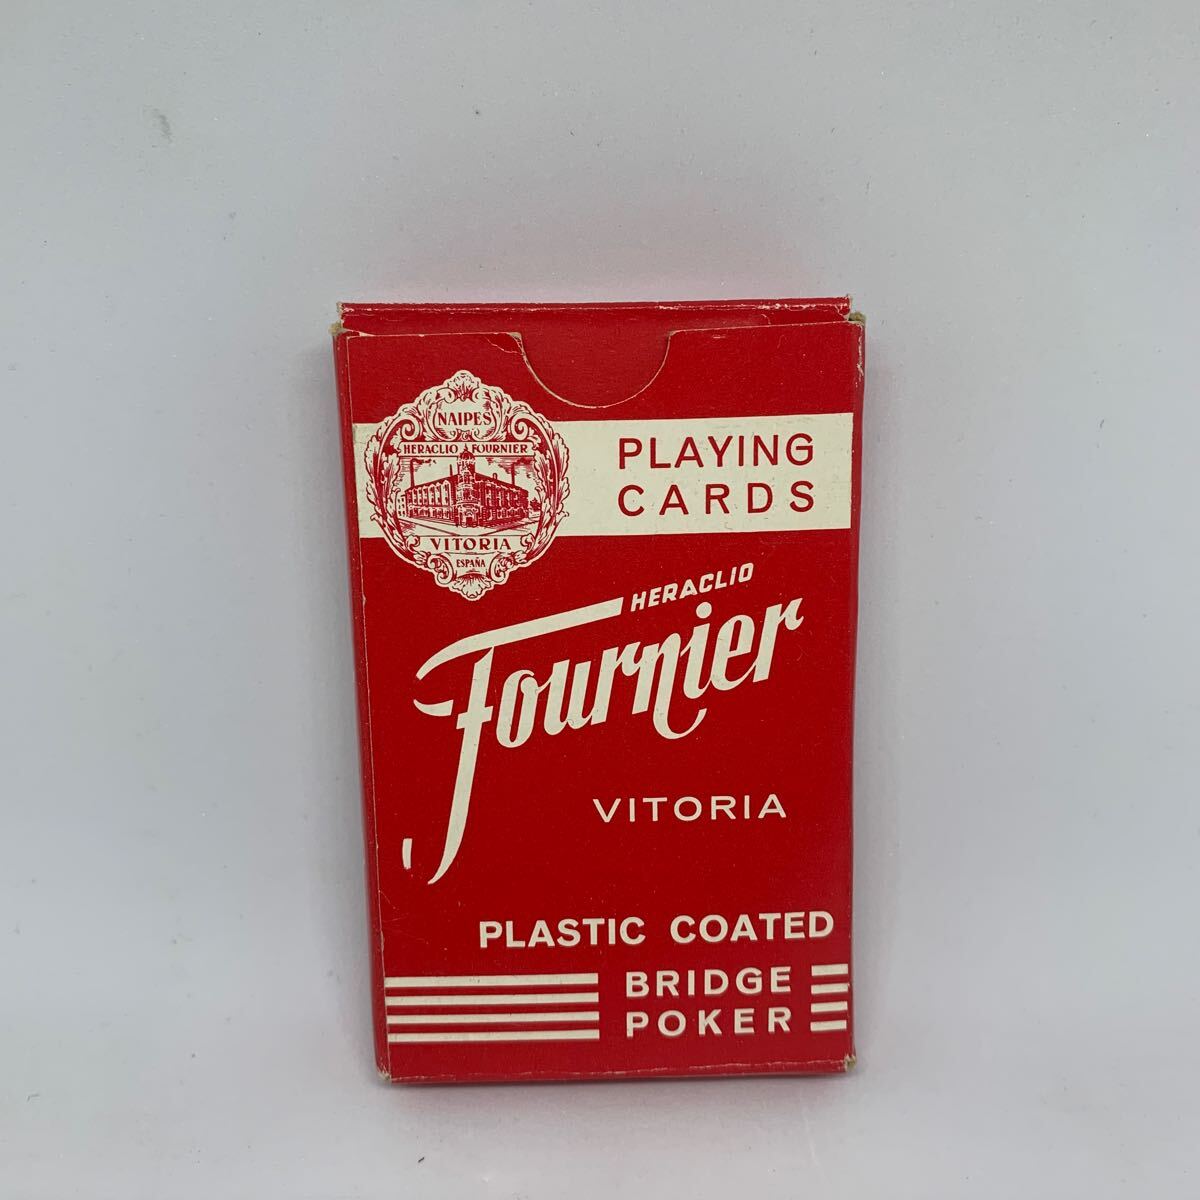 NAIPES
HERACLIO FOURNIER
VITORIA
ESPAÑA
PLAYING
CARDS
HERACLIO
Fournier
VITORIA
PLASTIC COATED
BRIDGE
POKER